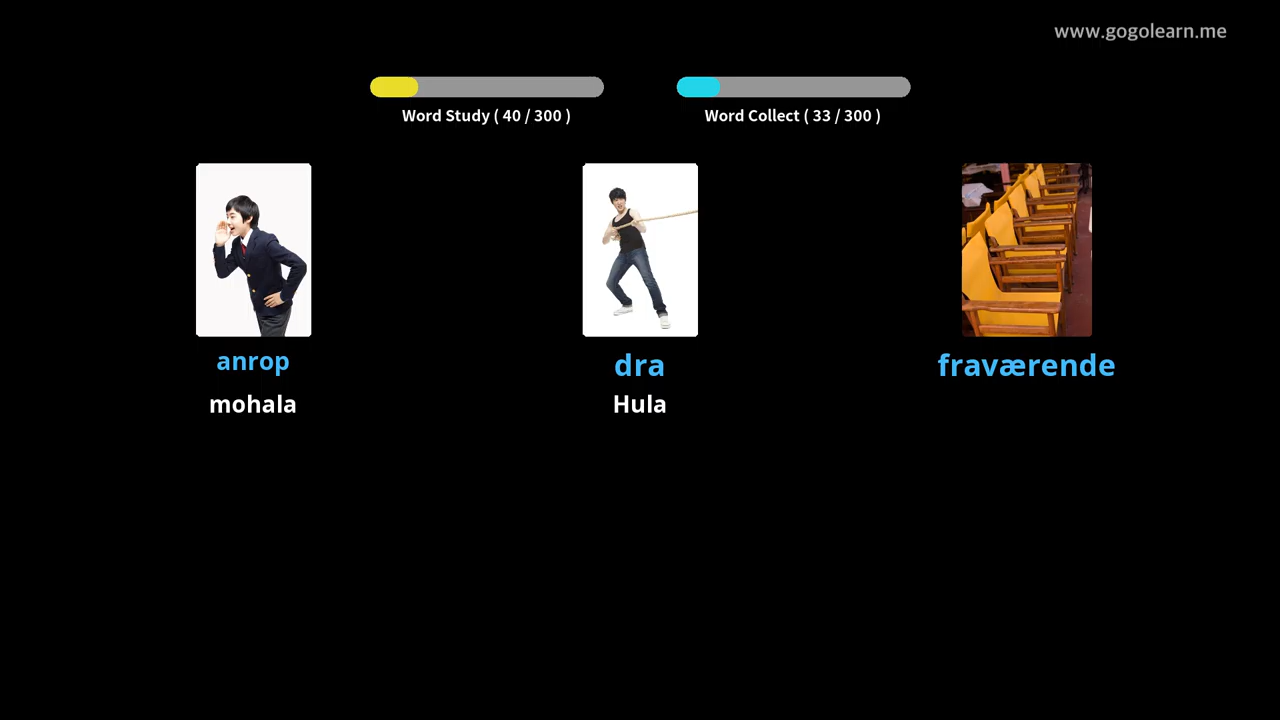 www.gogolearn.me
Word Study ( 40 / 300 )
Word Collect ( 33 / 300 )
anrop
dra
fraværende
mohala
Hula